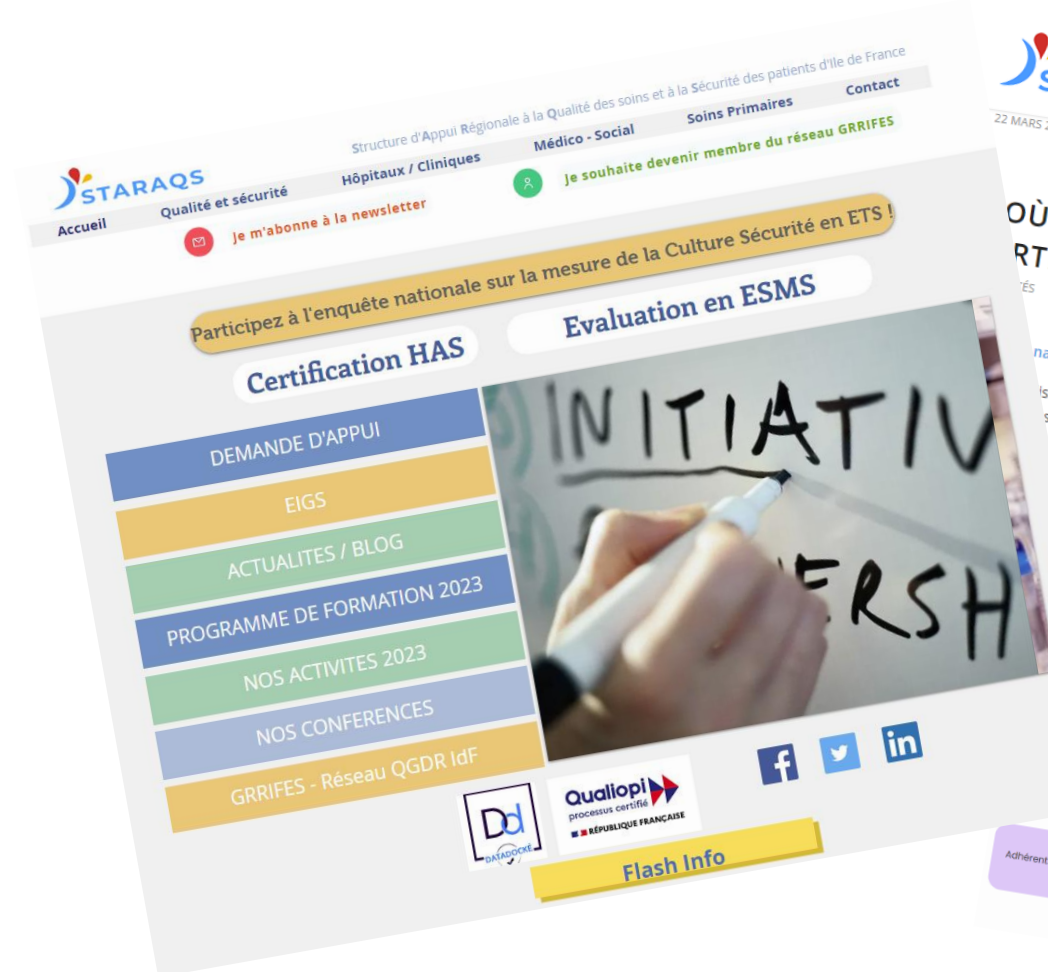 Structure d'Appui Régionale à la Qualité des soins et à la Sécurité des patients d'Ile de France
STARAQS
Accueil Qualité et sécurité Hôpitaux / Cliniques Médico - Social Soins Primaires Contact
Je m'abonne à la newsletter
Je souhaite devenir membre du réseau GRRIFES
Participez à l'enquête nationale sur la mesure de la Culture Sécurité en ETS !
Certification HAS
Evaluation en ESMS
DEMANDE D'APPUI
EIGS
ACTUALITES / BLOG
PROGRAMME DE FORMATION 2023
NOS ACTIVITES 2023
NOS CONFERENCES
GRRIFES - Réseau QGDR IdF
INITIATIV
ERSH
Dd
DATADOCKÉ
Qualiopi
processus certifié
RÉPUBLIQUE FRANÇAISE
f
in
Flash Info
22 MARS
OÙ
RT
Adhérent